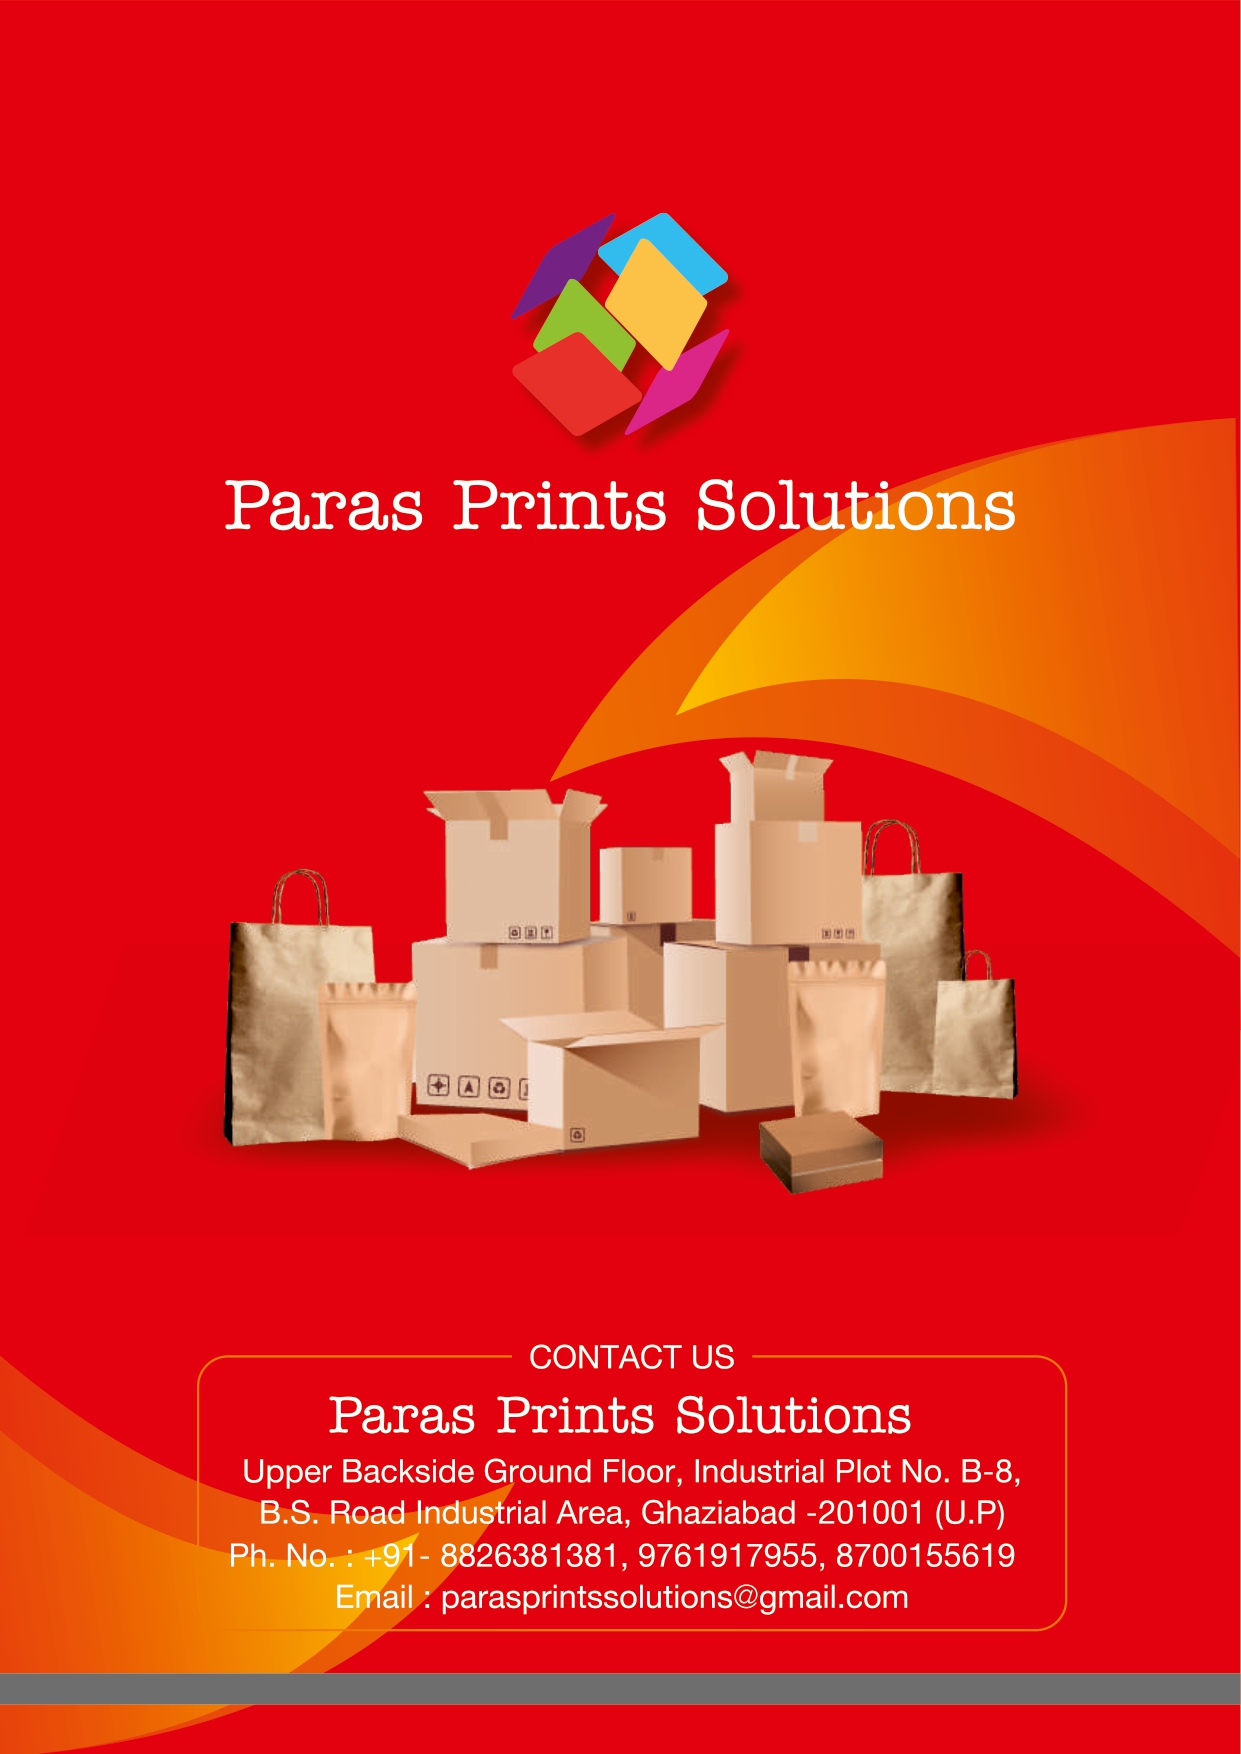 Paras Prints Solutions
CONTACT US
Paras Prints Solutions
Upper Backside Ground Floor, Industrial Plot No. B-8,
B.S. Road Industrial Area, Ghaziabad -201001 (U.P)
Ph. No. : +91- 8826381381, 9761917955, 8700155619
Email : parasprintssolutions@gmail.com